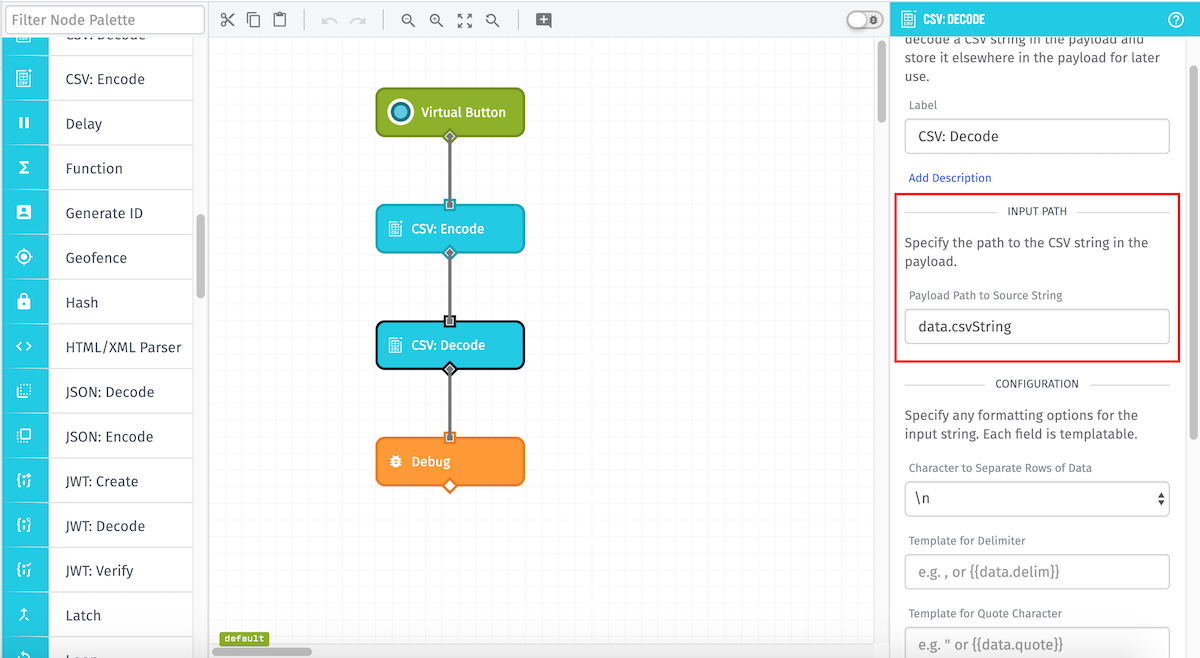 Filter Node Palette
CSV: Decode
CSV: Encode
Delay
Function
Generate ID
Geofence
Hash
HTML/XML Parser
JSON: Decode
JSON: Encode
JWT: Create
JWT: Decode
JWT: Verify
Latch
Loop
Virtual Button
CSV: Encode
CSV: Decode
Debug
default
CSV: DECODE
decode a CSV string in the payload and
store it elsewhere in the payload for later
use.
Label
CSV: Decode
Add Description
INPUT PATH
Specify the path to the CSV string in the
payload.
Payload Path to Source String
data.csvString
CONFIGURATION
Specify any formatting options for the
input string. Each field is templatable.
Character to Separate Rows of Data
\n
Template for Delimiter
e.g. , or {{data.delim}}
Template for Quote Character
e.g. " or {{data.quote}}